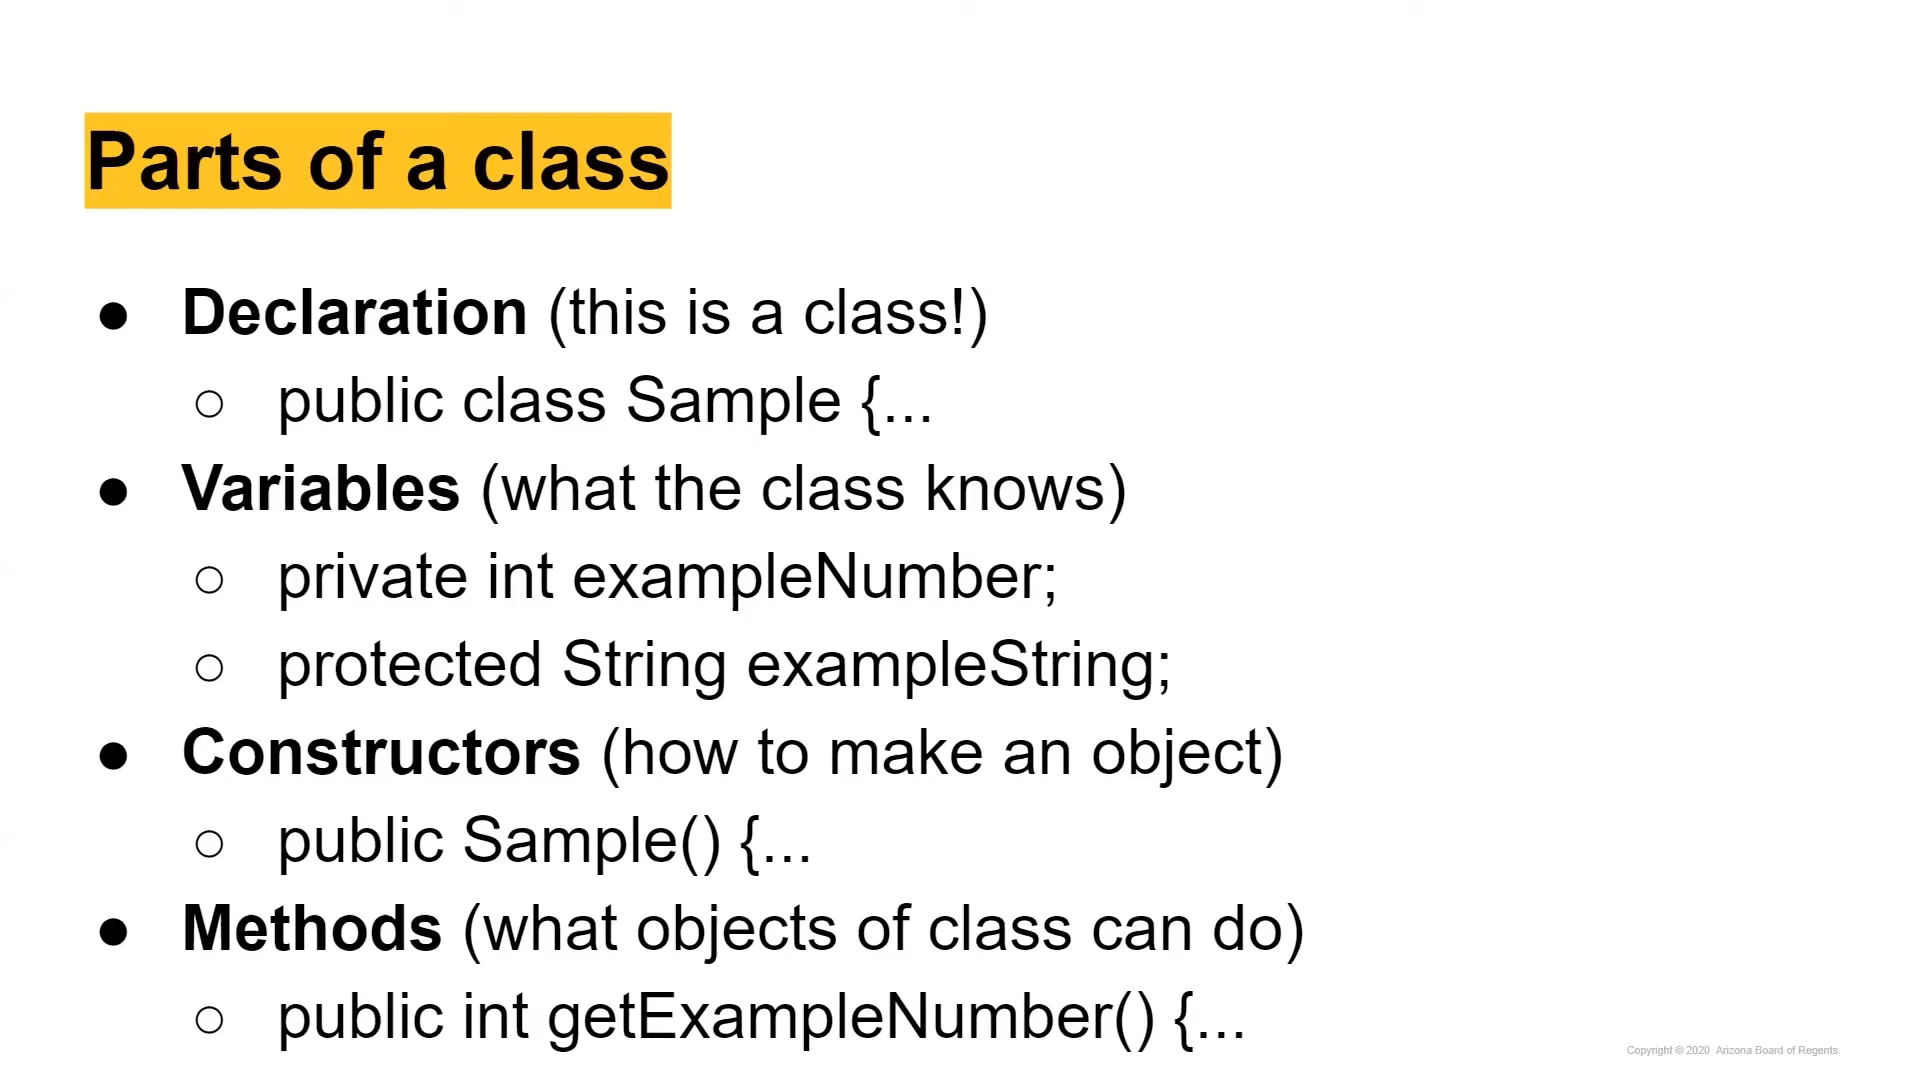 Parts of a class
● Declaration (this is a class!)
○ public class Sample {...
● Variables (what the class knows)
○ private int exampleNumber;
○ protected String exampleString;
● Constructors (how to make an object)
○ public Sample() {...
● Methods (what objects of class can do)
○ public int getExampleNumber() {...
Copyright © 2020 Arizona Board of Regents.